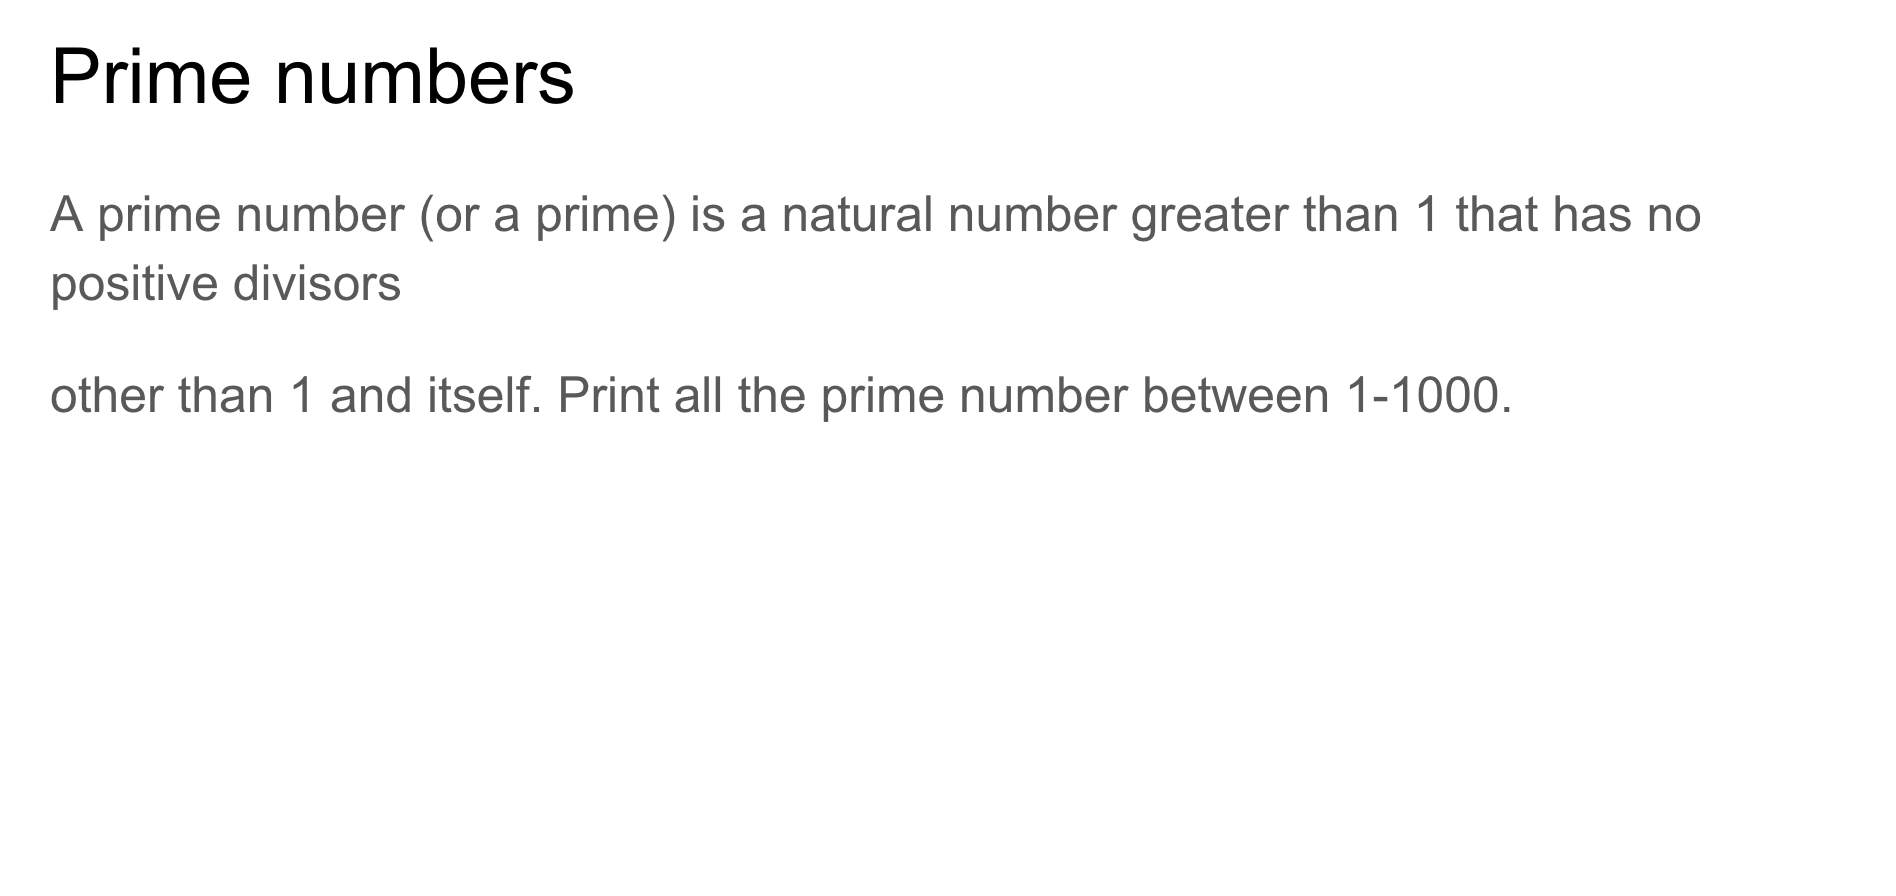 Prime numbers
A prime number (or a prime) is a natural number greater than 1 that has no
positive divisors
other than 1 and itself. Print all the prime number between 1-1000.